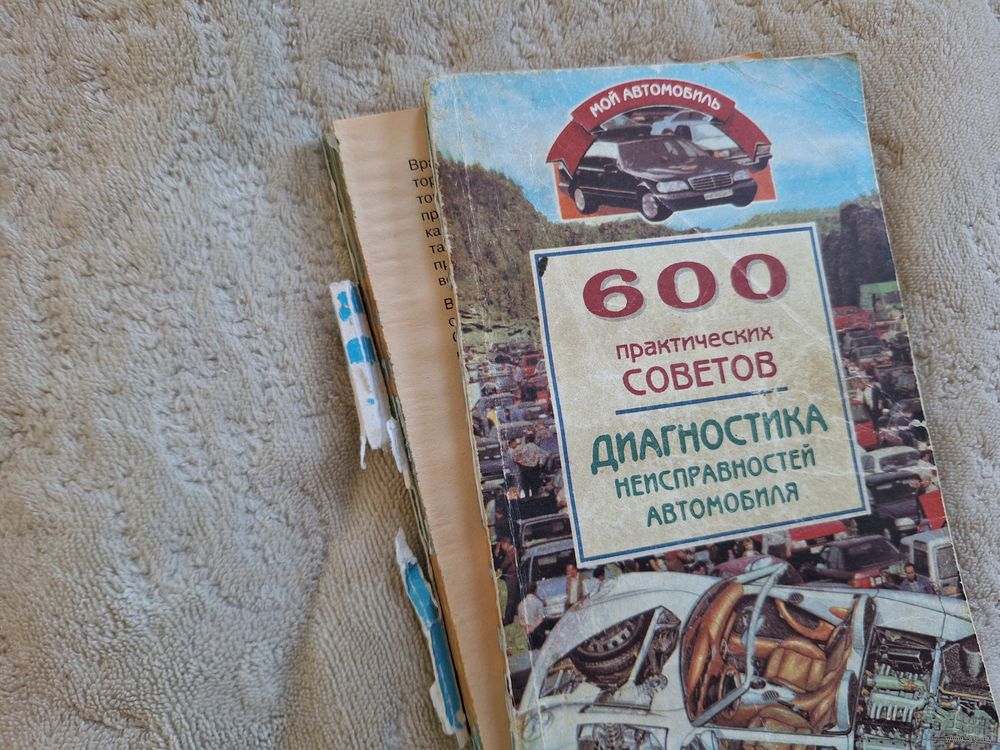 МОЙ АВТОМОБИЛЬ
600
практических
СОВЕТОВ
ДИАГНОСТИКА
НЕИСПРАВНОСТЕЙ
АВТОМОБИЛЯ